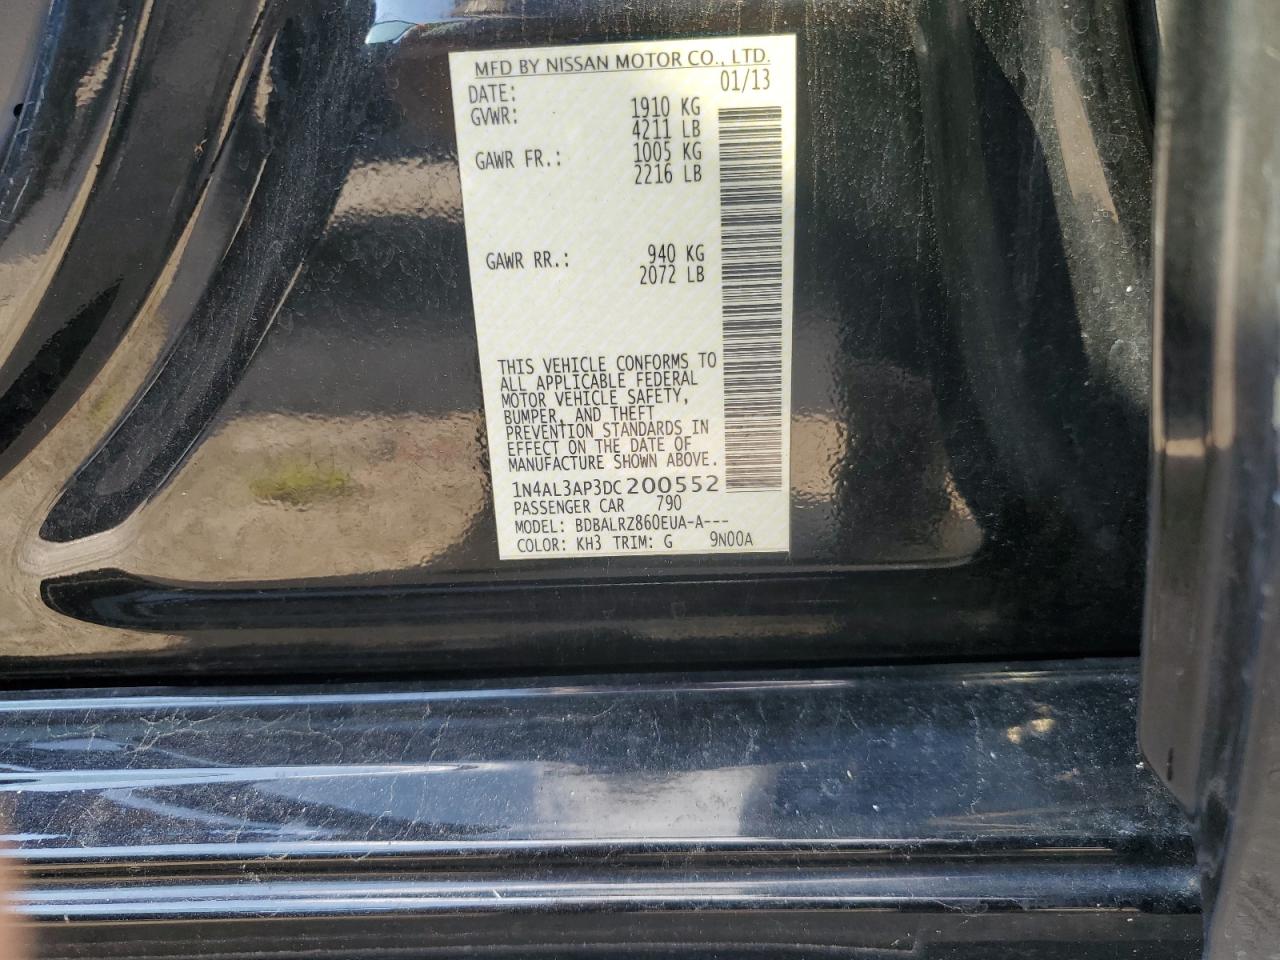 MFD BY NISSAN MOTOR CO., LTD.
DATE: 01/13
GVWR: 1910 KG
4211 LB
GAWR FR.: 1005 KG
2216 LB
GAWR RR.: 940 KG
2072 LB
THIS VEHICLE CONFORMS TO
ALL APPLICABLE FEDERAL
MOTOR VEHICLE SAFETY,
BUMPER, AND THEFT
PREVENTION STANDARDS IN
EFFECT ON THE DATE OF
MANUFACTURE SHOWN ABOVE.
1N4AL3AP3DC200552
PASSENGER CAR 790
MODEL: BDBALRZ860EUA-A---
COLOR: KH3 TRIM: G 9N00A